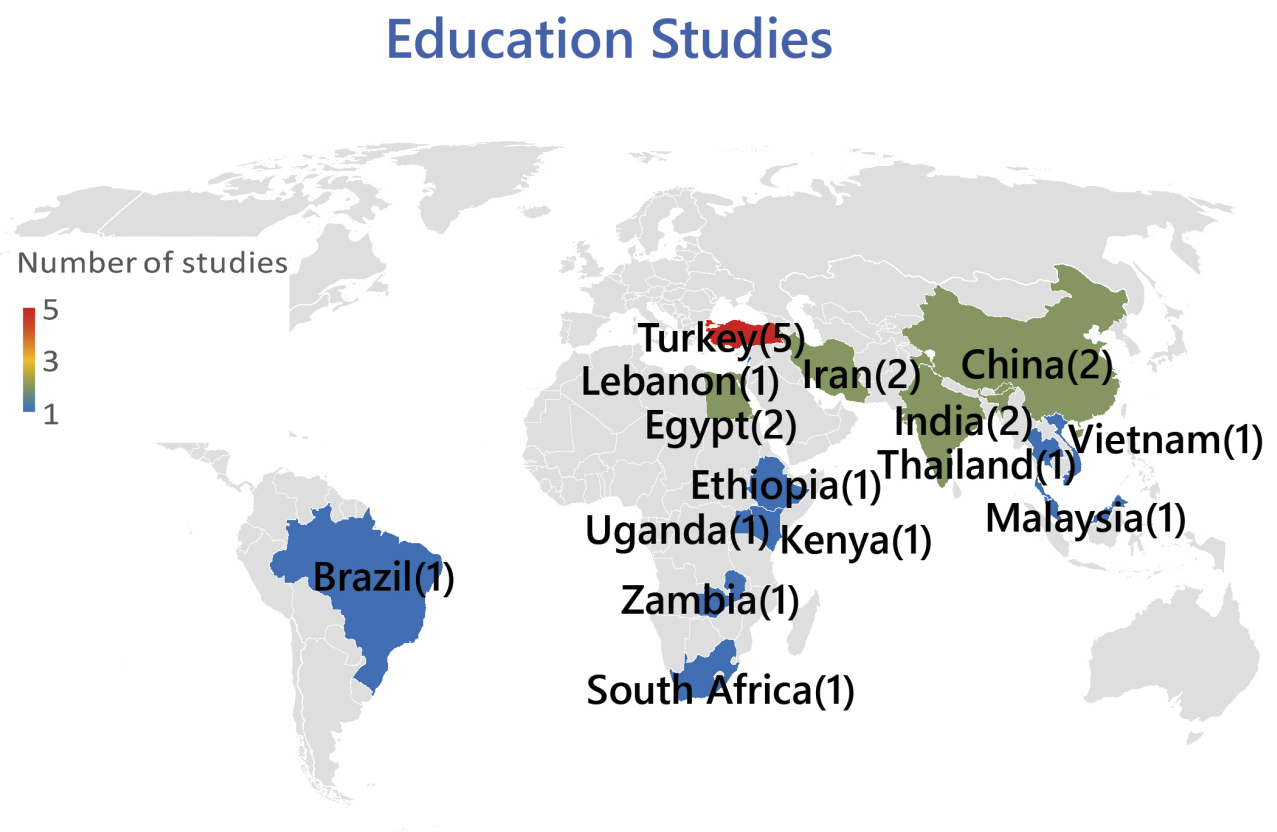 Education Studies
Number of studies
5
3
1
Turkey(5)
Lebanon(1)
Iran(2)
China(2)
Egypt(2)
India(2)
Vietnam(1)
Thailand(1)
Ethiopia(1)
Malaysia(1)
Uganda(1)
Kenya(1)
Brazil(1)
Zambia(1)
South Africa(1)